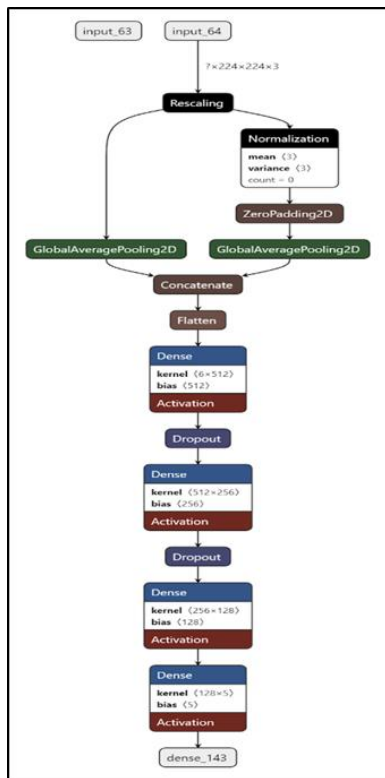 input_63 input_64
?×224×224×3
Rescaling
Normalization
mean ⟨3⟩
variance ⟨3⟩
count = 0
ZeroPadding2D
GlobalAveragePooling2D GlobalAveragePooling2D
Concatenate
Flatten
Dense
kernel ⟨6×512⟩
bias ⟨512⟩
Activation
Dropout
Dense
kernel ⟨512×256⟩
bias ⟨256⟩
Activation
Dropout
Dense
kernel ⟨256×128⟩
bias ⟨128⟩
Activation
Dense
kernel ⟨128×5⟩
bias ⟨5⟩
Activation
dense_143